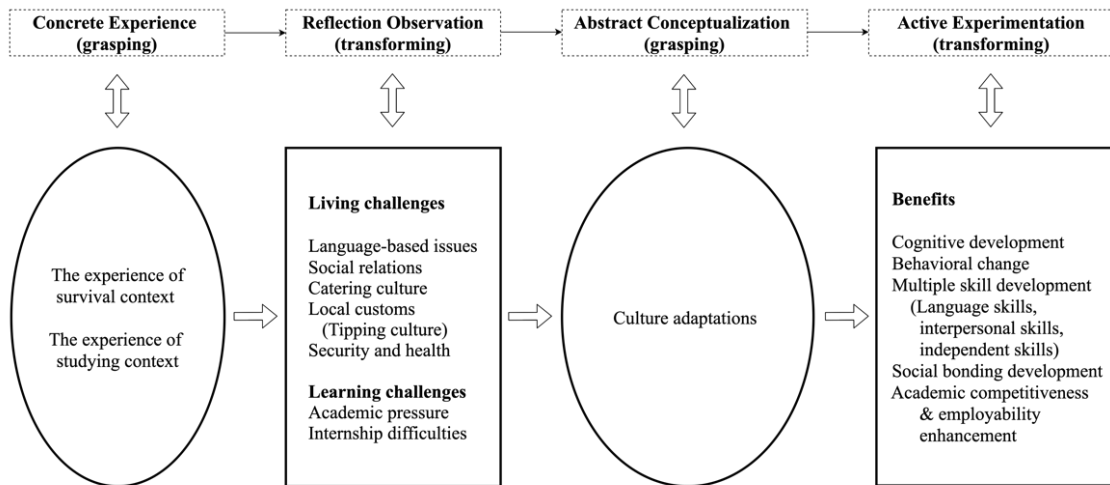 Concrete Experience
(grasping)
Reflection Observation
(transforming)
Abstract Conceptualization
(grasping)
Active Experimentation
(transforming)
The experience of
survival context
The experience of
studying context
Living challenges
Language-based issues
Social relations
Catering culture
Local customs
(Tipping culture)
Security and health
Learning challenges
Academic pressure
Internship difficulties
Culture adaptations
Benefits
Cognitive development
Behavioral change
Multiple skill development
(Language skills,
interpersonal skills,
independent skills)
Social bonding development
Academic competitiveness
& employability
enhancement